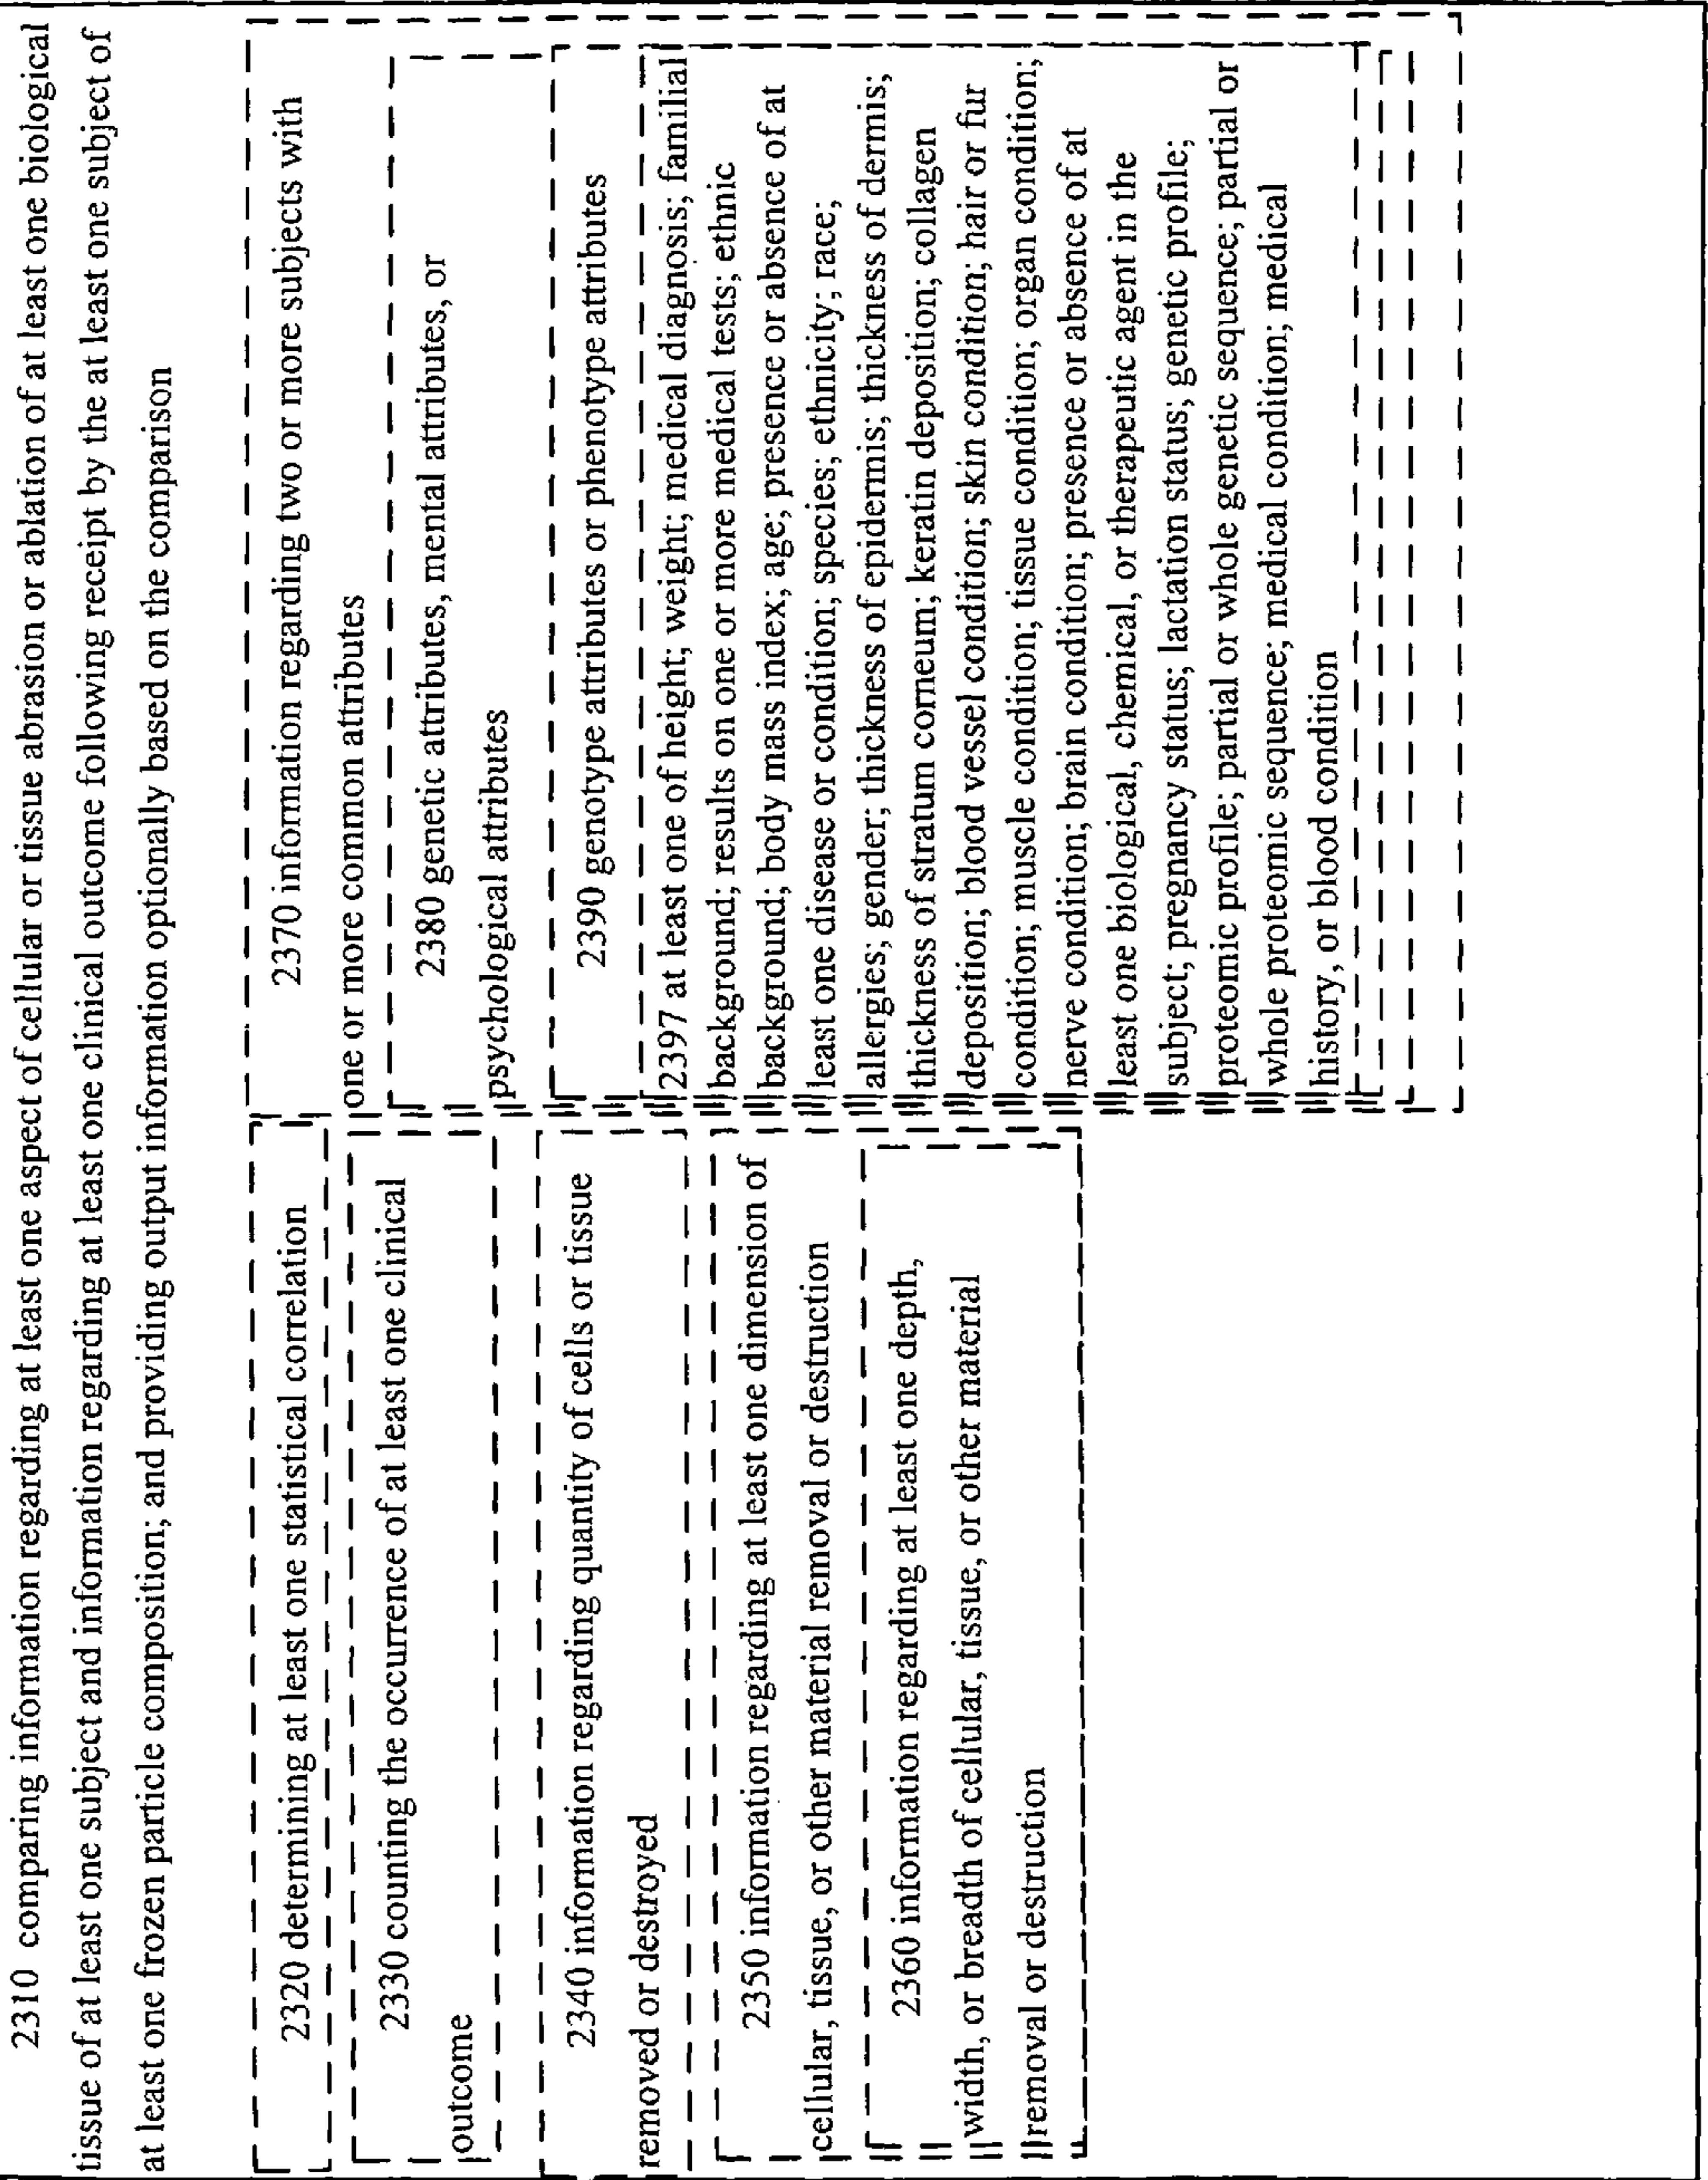 2310 comparing information regarding at least one aspect of cellular or tissue abrasion or ablation of at least one biological
tissue of at least one subject and information regarding at least one clinical outcome following receipt by the at least one subject of
at least one frozen particle composition; and providing output information optionally based on the comparison
2320 determining at least one statistical correlation
2330 counting the occurrence of at least one clinical
outcome
2340 information regarding quantity of cells or tissue
removed or destroyed
2350 information regarding at least one dimension of
cellular, tissue, or other material removal or destruction
2360 information regarding at least one depth,
width, or breadth of cellular, tissue, or other material
removal or destruction
2370 information regarding two or more subjects with
one or more common attributes
2380 genetic attributes, mental attributes, or
psychological attributes
2390 genotype attributes or phenotype attributes
2397 at least one of height; weight; medical diagnosis; familial
background; results on one or more medical tests; ethnic
background; body mass index; age; presence or absence of at
least one disease or condition; species; ethnicity; race;
allergies; gender; thickness of epidermis; thickness of dermis;
thickness of stratum corneum; keratin deposition; collagen
deposition; blood vessel condition; skin condition; hair or fur
condition; muscle condition; tissue condition; organ condition;
nerve condition; brain condition; presence or absence of at
least one biological, chemical, or therapeutic agent in the
subject; pregnancy status; lactation status; genetic profile;
proteomic profile; partial or whole genetic sequence; partial or
whole proteomic sequence; medical condition; medical
history, or blood condition